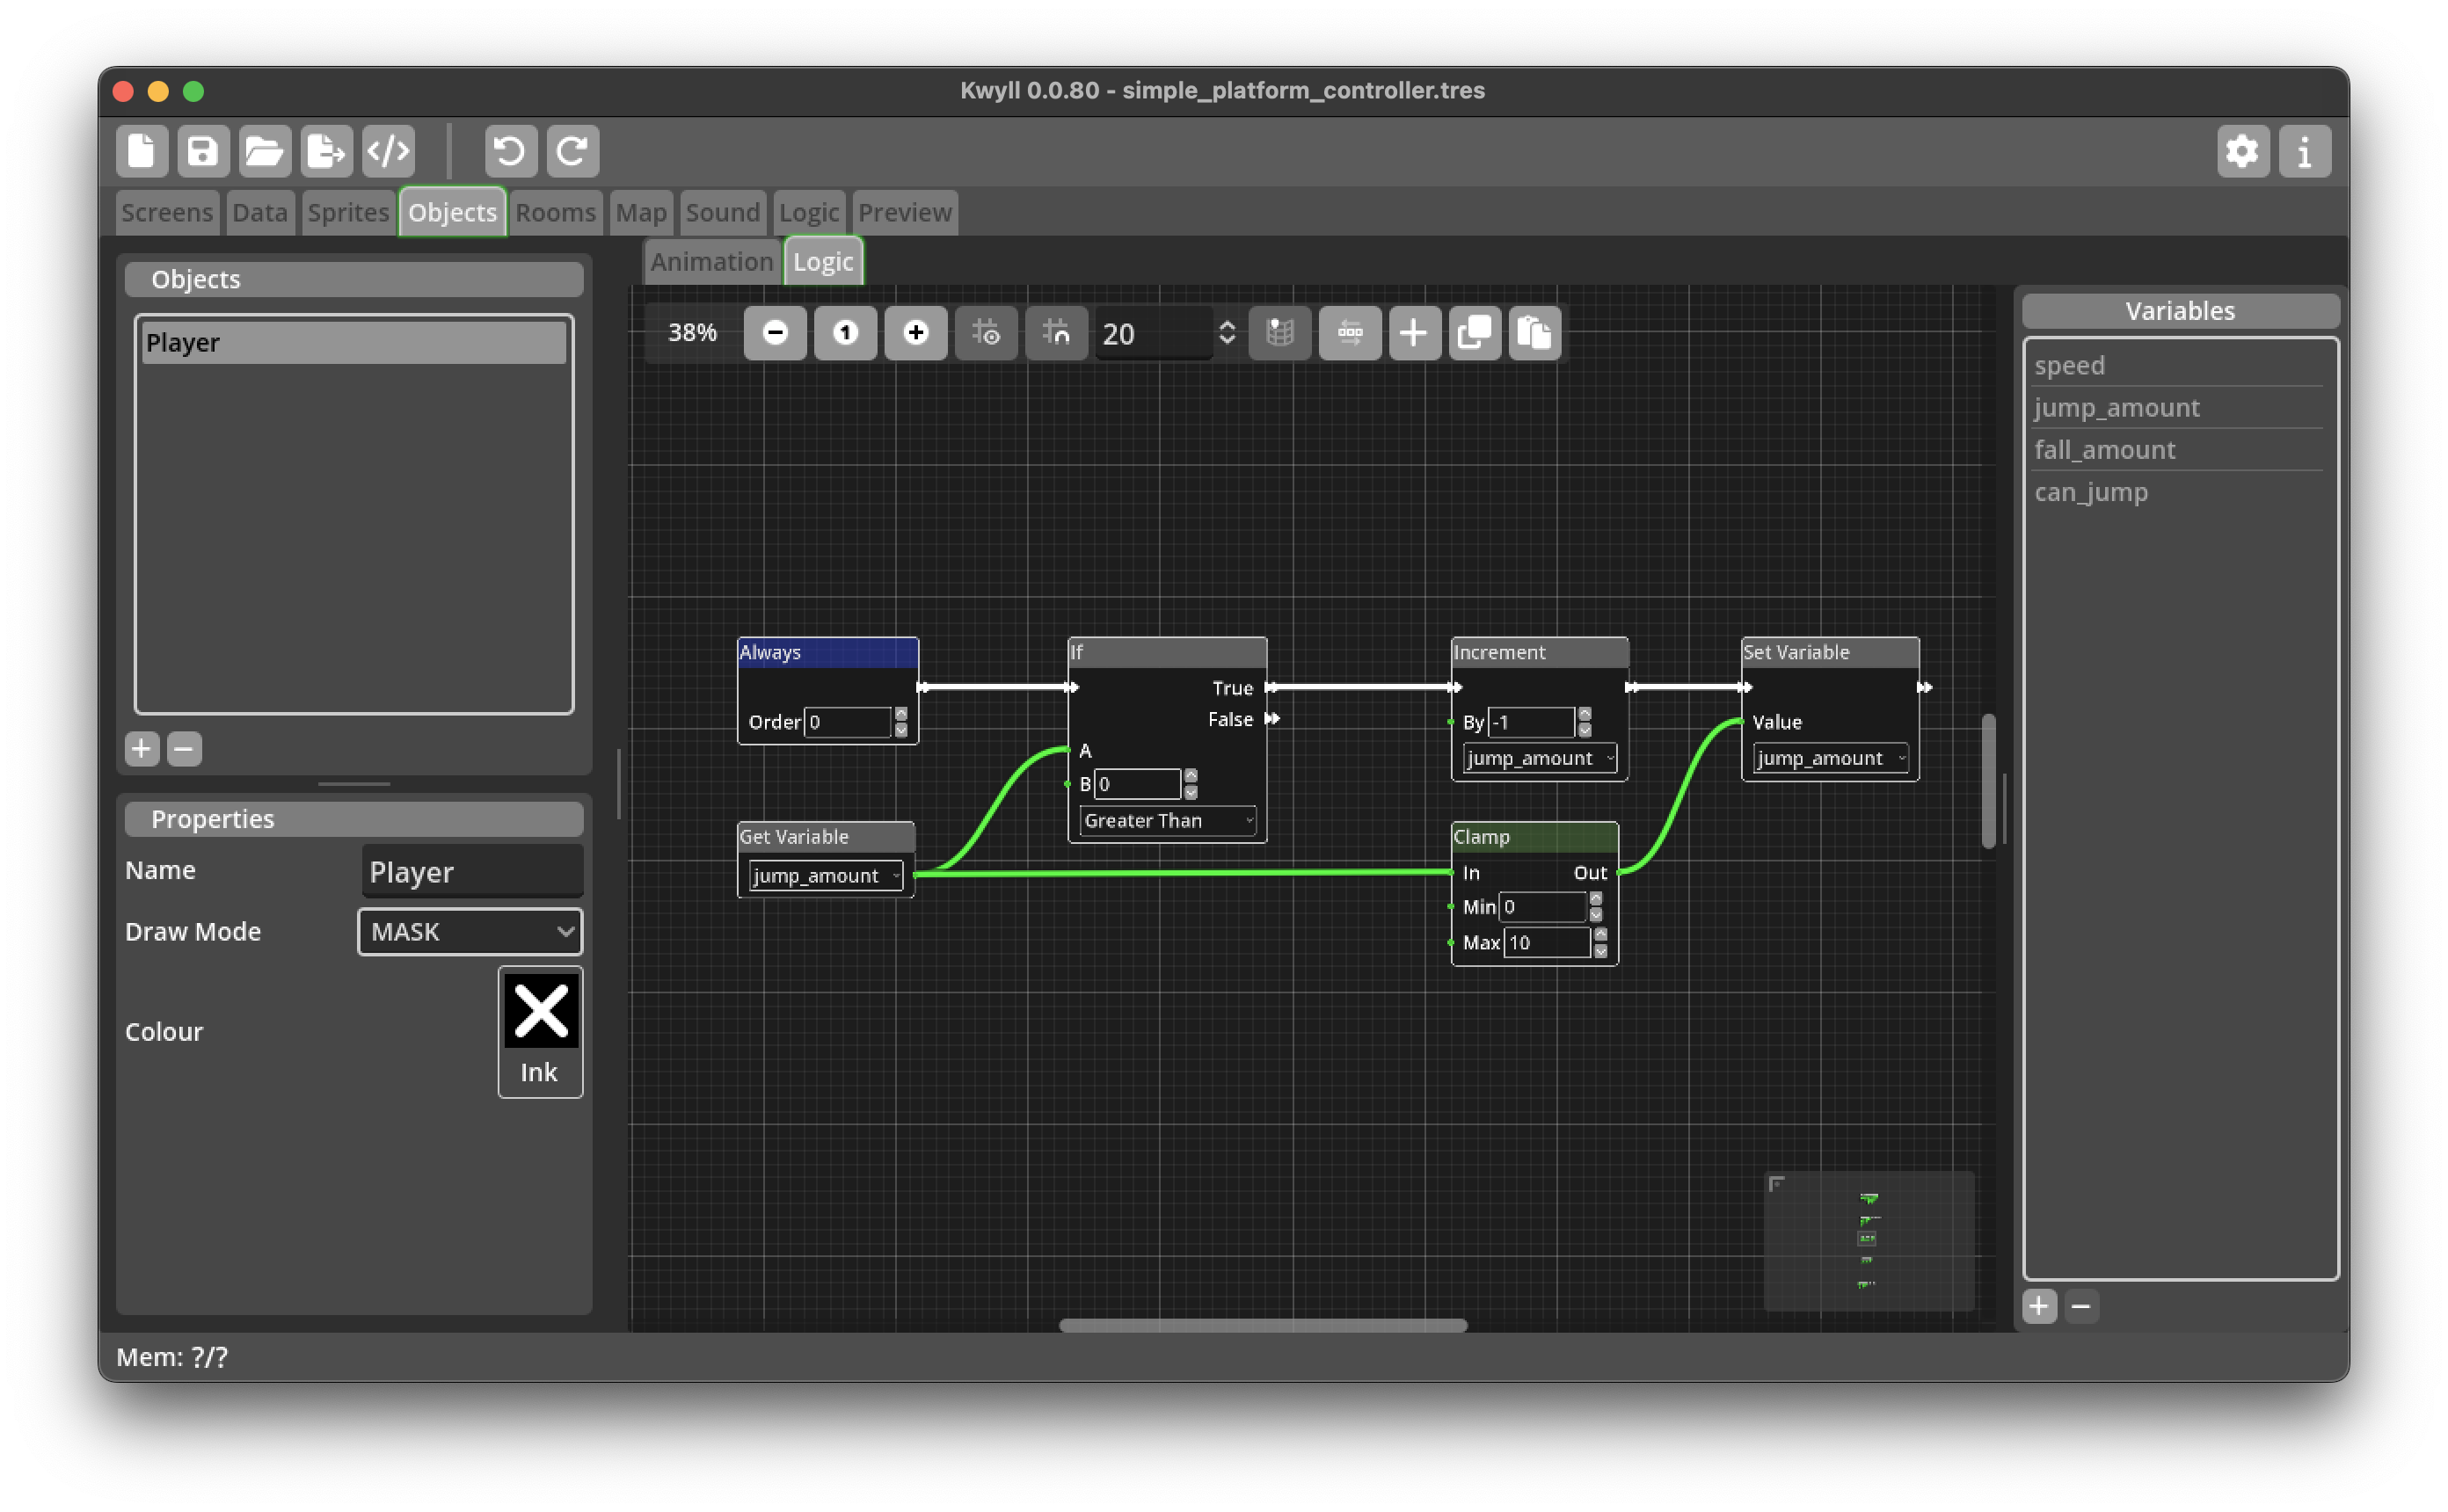 Kwyll 0.0.80 - simple_platform_controller.tres
Screens Data Sprites Objects Rooms Map Sound Logic Preview
Objects
Player
Properties
Name Player
Draw Mode MASK
Colour
Ink
Animation Logic
38% 1 20
Always
Order 0
Get Variable
jump_amount
If
True
False
A
B 0
Greater Than
Increment
By -1
jump_amount
Clamp
In Out
Min 0
Max 10
Set Variable
Value
jump_amount
Variables
speed
jump_amount
fall_amount
can_jump
Mem: ?/?